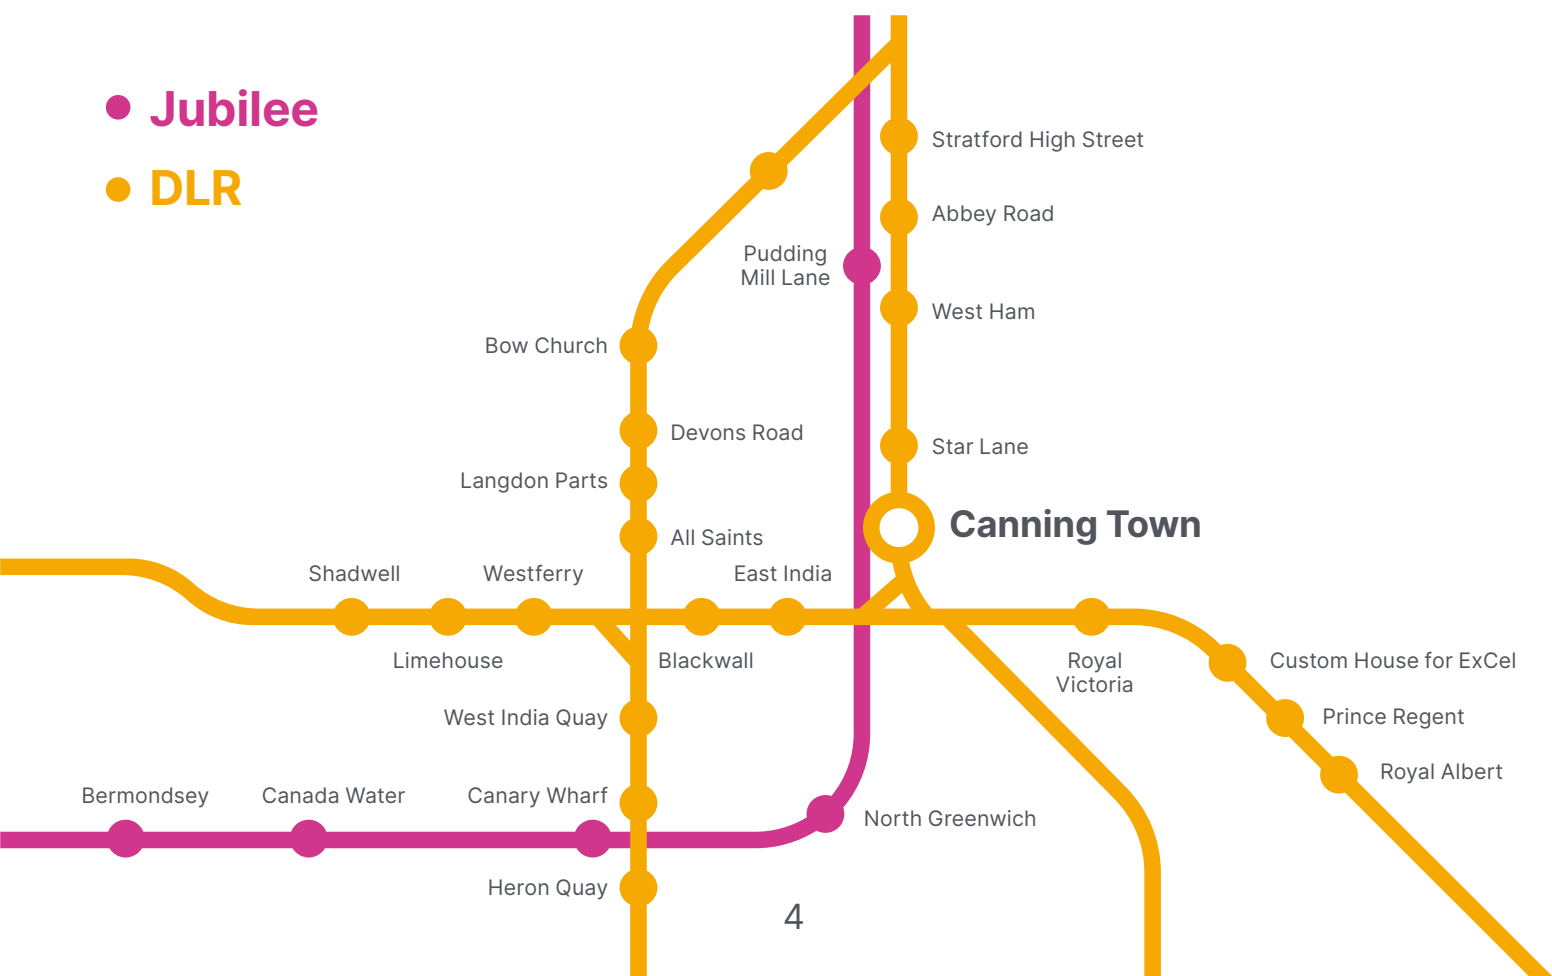 Jubilee
DLR
Stratford High Street
Abbey Road
Pudding
Mill Lane
West Ham
Bow Church
Devons Road
Star Lane
Langdon Parts
Canning Town
All Saints
Shadwell
Westferry
East India
Limehouse
Blackwall
Royal
Victoria
Custom House for ExCel
West India Quay
Prince Regent
Royal Albert
Bermondsey
Canada Water
Canary Wharf
North Greenwich
Heron Quay
4